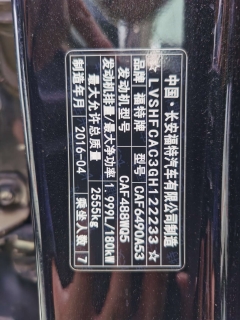 中国·长安福特汽车有限公司制造
☆LVSHFCAC3GH122233☆
品牌 福特 型号 CAF6490A53
发动机型号 CAF488WQ5
发动机排量/最大净功率 1.999L/180kW
最大允许总质量 2555kg
制造年月 2016-04 乘坐人数 7